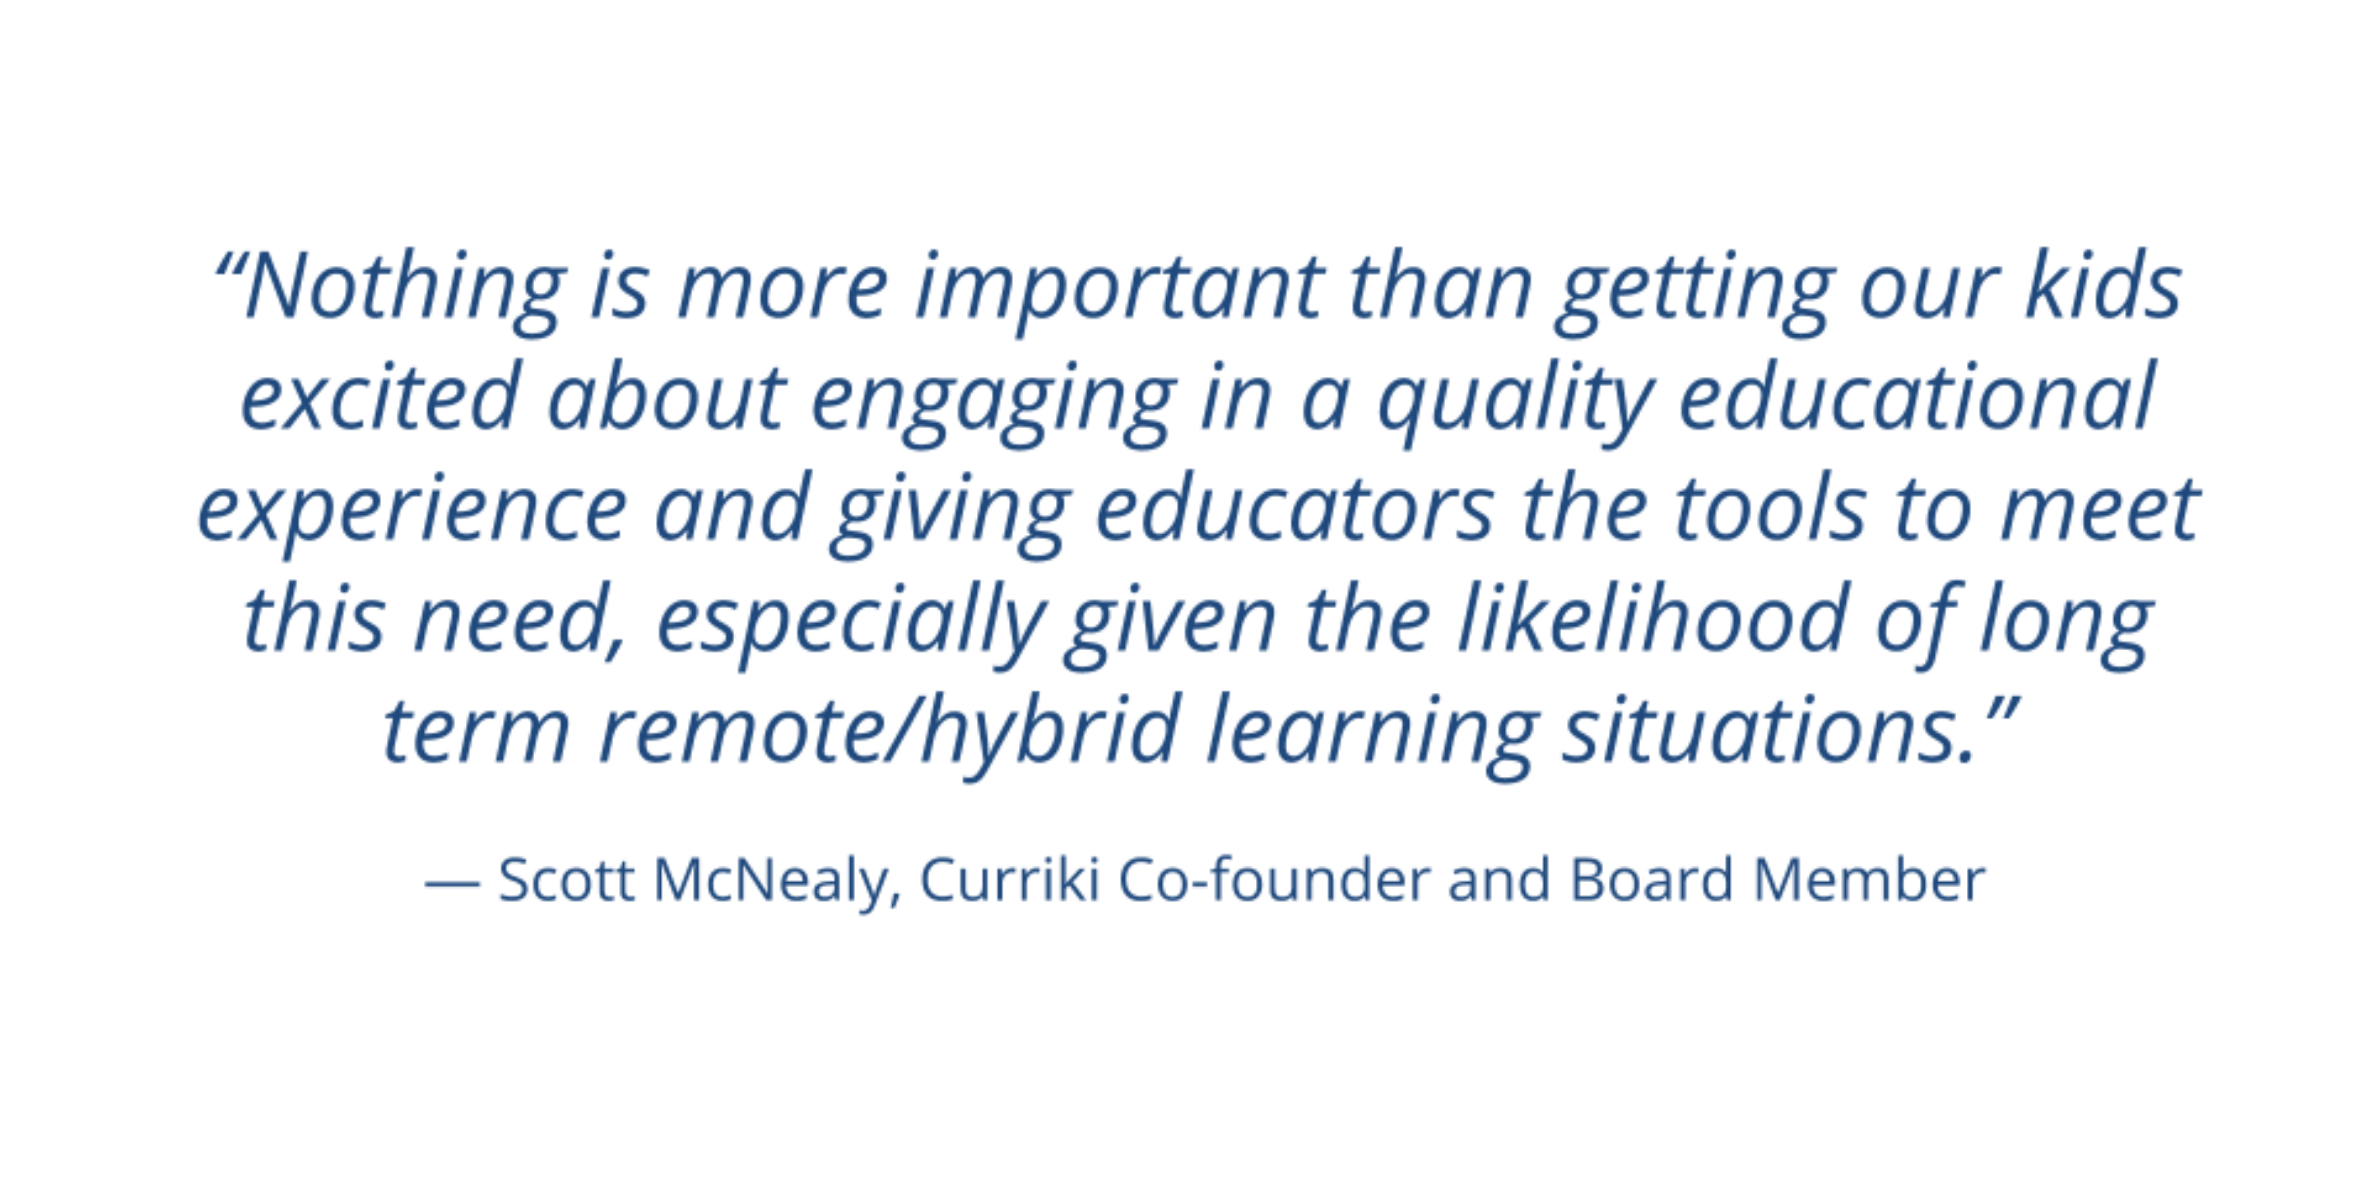 “Nothing is more important than getting our kids
excited about engaging in a quality educational
experience and giving educators the tools to meet
this need, especially given the likelihood of long
term remote/hybrid learning situations.”
— Scott McNealy, Curriki Co-founder and Board Member